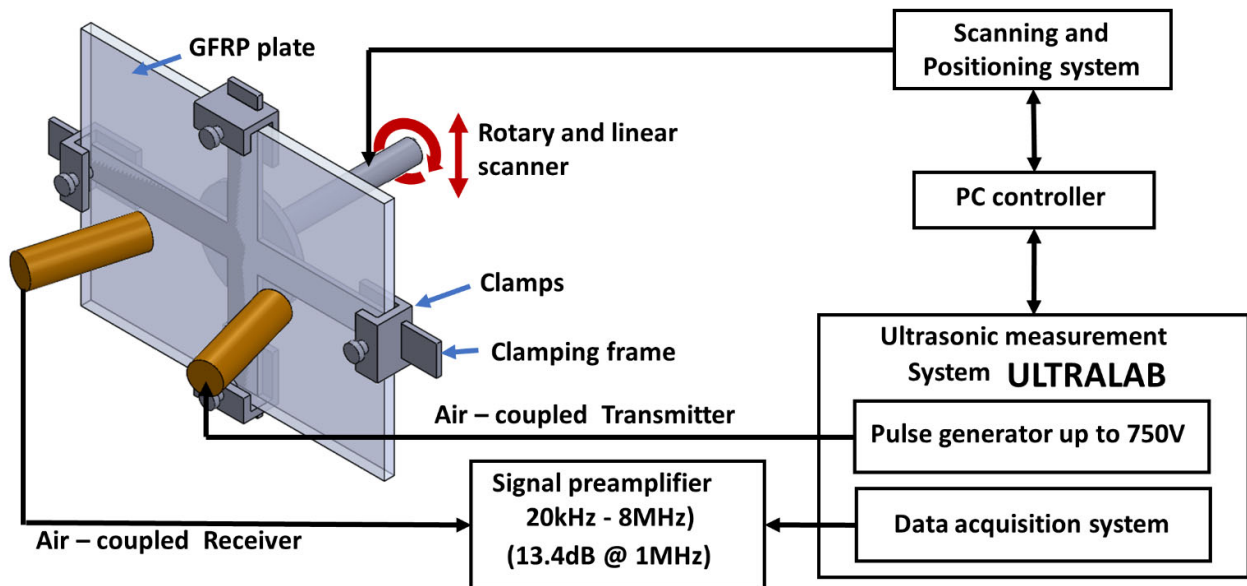 GFRP plate
Scanning and
Positioning system
Rotary and linear
scanner
PC controller
Clamps
Clamping frame
Ultrasonic measurement
System ULTRALAB
Air – coupled Transmitter
Pulse generator up to 750V
Signal preamplifier
20kHz - 8MHz)
(13.4dB @ 1MHz)
Data acquisition system
Air – coupled Receiver